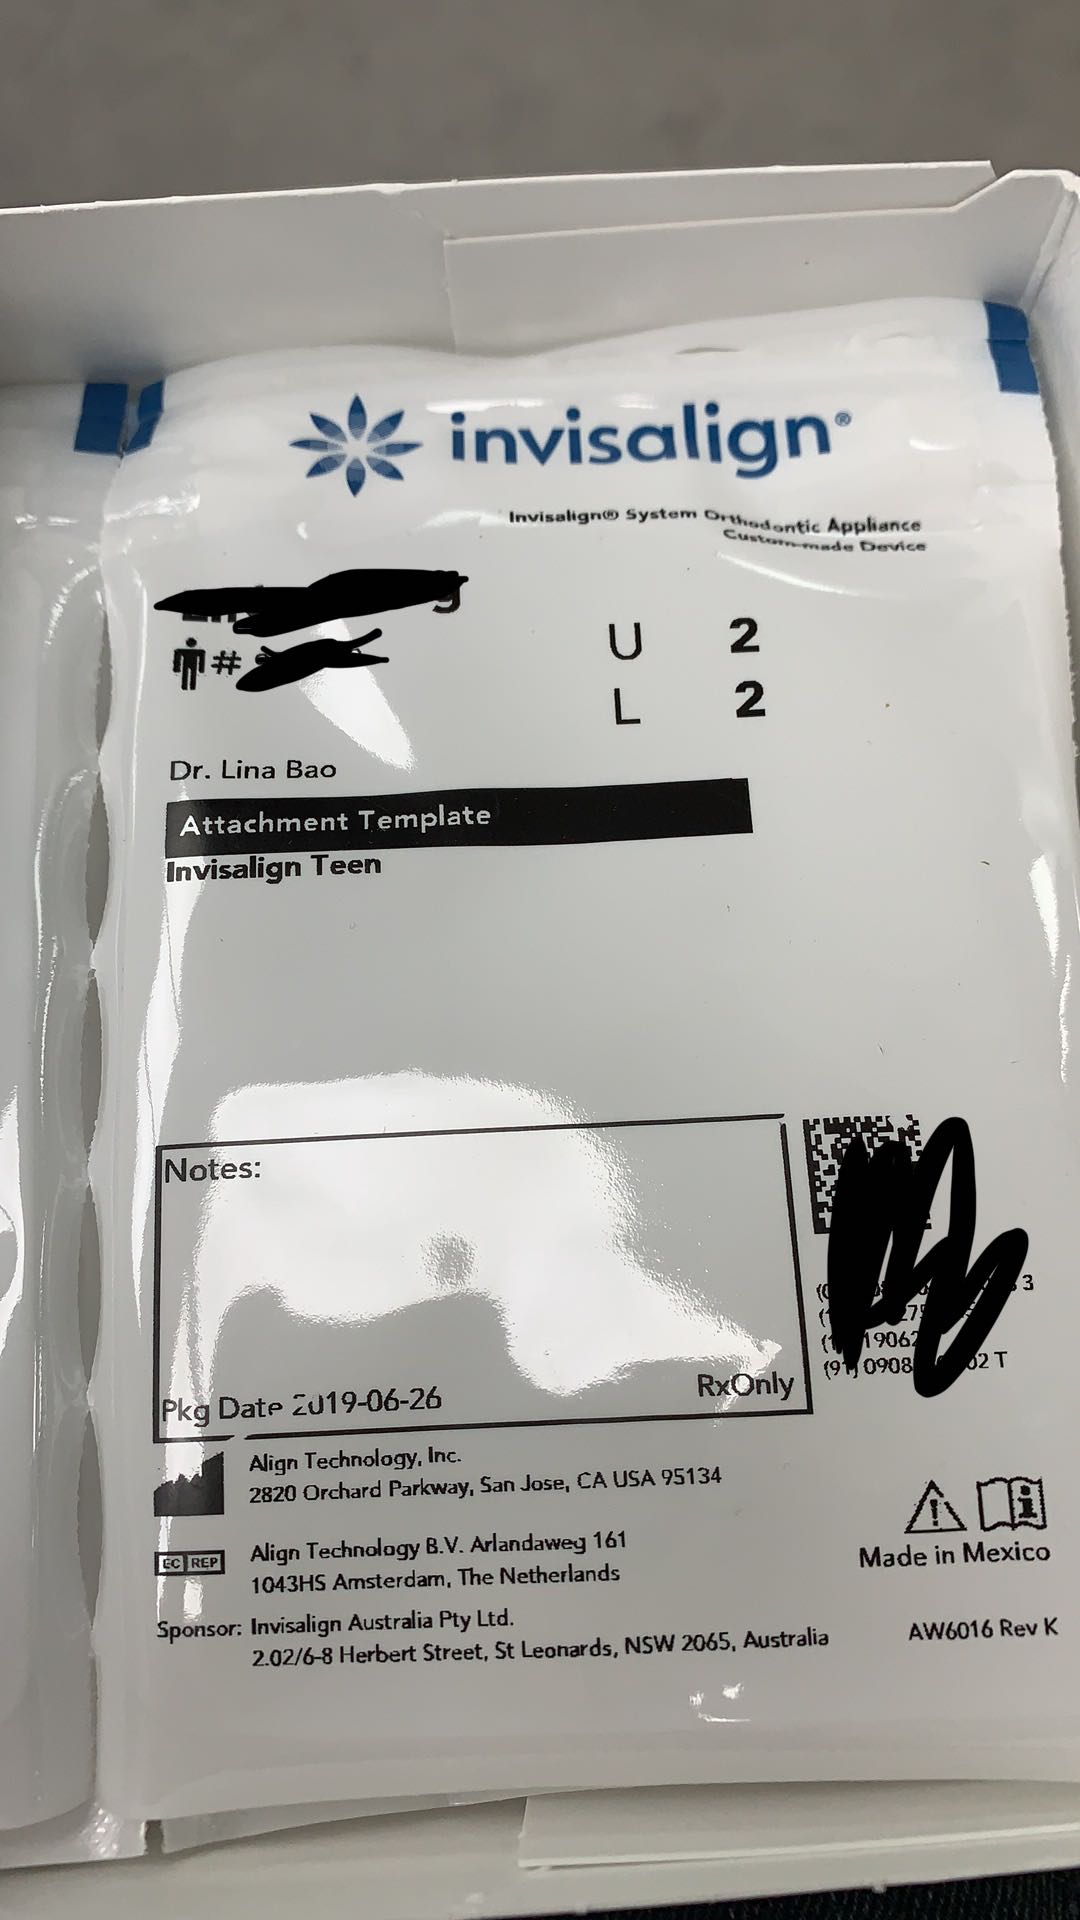 invisalign®
Invisalign® System Orthodontic Appliance
Custom-made Device
#
U 2
L 2
Dr. Lina Bao
Attachment Template
Invisalign Teen
Notes:
Pkg Date 2019-06-26
RxOnly
Align Technology, Inc.
2820 Orchard Parkway, San Jose, CA USA 95134
EC REP
Align Technology B.V. Arlandaweg 161
1043HS Amsterdam, The Netherlands
Made in Mexico
Sponsor: Invisalign Australia Pty Ltd.
2.02/6-8 Herbert Street, St Leonards, NSW 2065, Australia
AW6016 Rev K